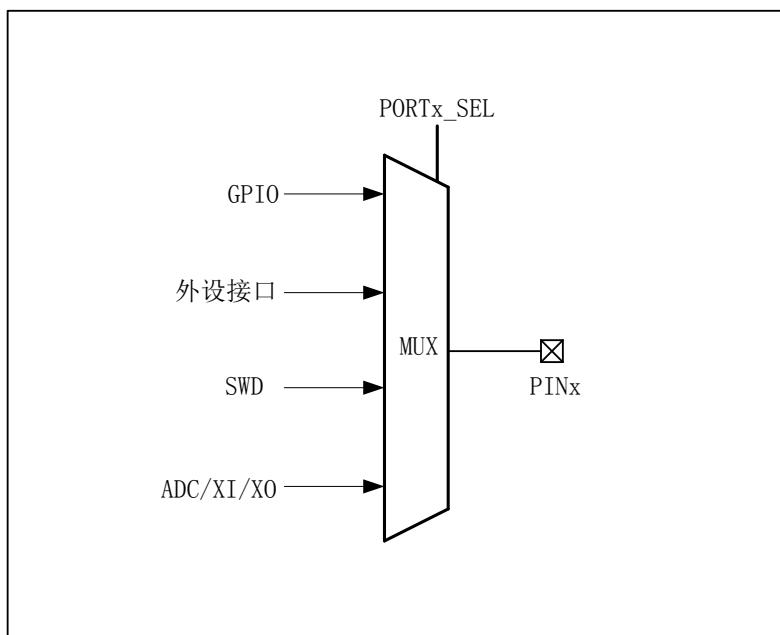 PORTx_SEL
GPIO
外设接口
MUX
SWD
PINx
ADC/XI/XO